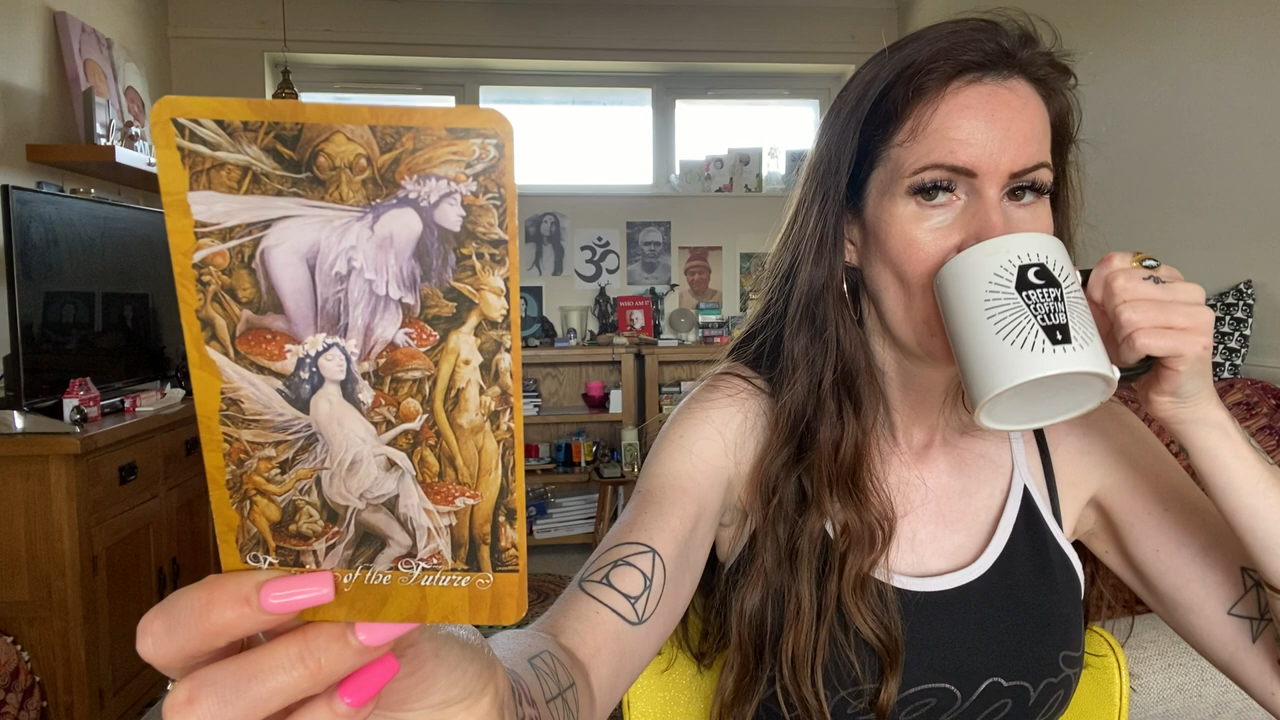 35
of the Future
ॐ
WHO AM I?
CREEPY
COFFIN
CLUB